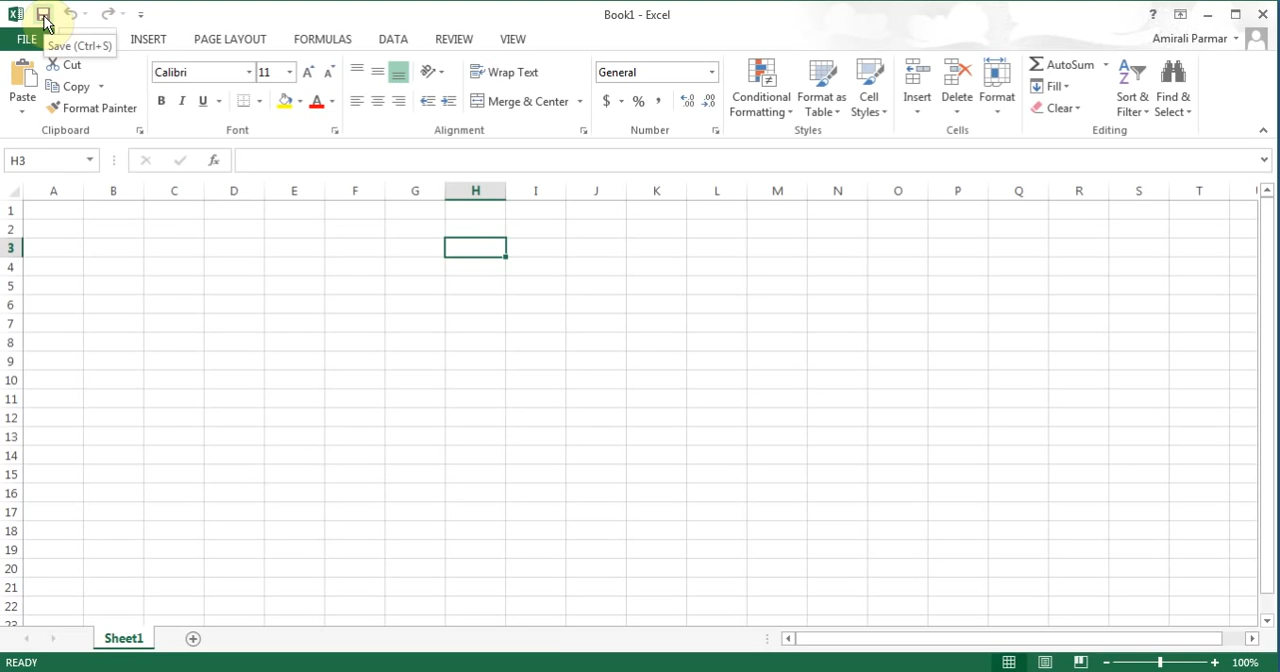 Book1 - Excel
?
FILE INSERT PAGE LAYOUT FORMULAS DATA REVIEW VIEW Amirali Parmar
Save (Ctrl+S)
Paste
Cut
Copy
Format Painter
Clipboard
Calibri 11 A A
B I U A
Font
Wrap Text
Merge & Center
Alignment
General
$ % , .00 .00
Number
Conditional Formatting
Format as Table
Cell Styles
Styles
Insert Delete Format
Cells
AutoSum
Fill
Clear
Sort & Filter
Find & Select
Editing
H3 fx
A B C D E F G H I J K L M N O P Q R S T
1
2
3
4
5
6
7
8
9
10
11
12
13
14
15
16
17
18
19
20
21
22
23
Sheet1
READY 100%